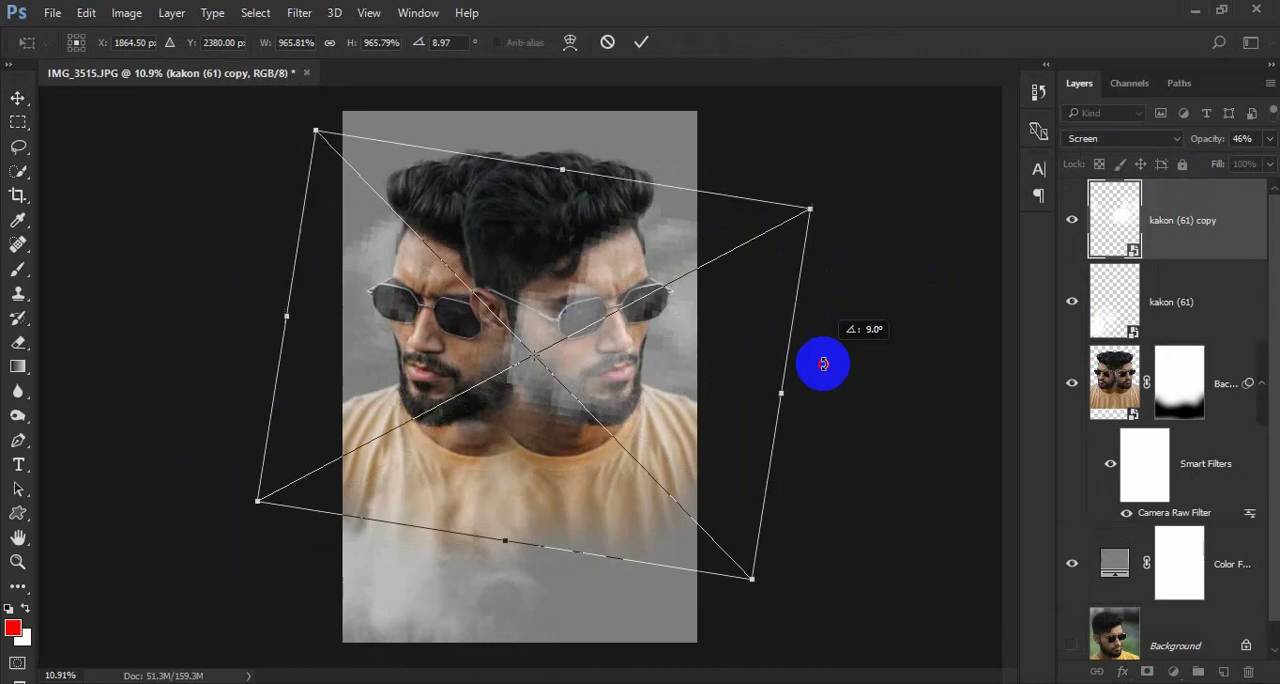 Ps File Edit Image Layer Type Select Filter 3D View Window Help
X: 1864.50 px Y: 2380.00 px W: 965.81% H: 965.79% 8.97 ° Anti-alias
IMG_3515.JPG @ 10.9% (kakon (61) copy, RGB/8) * ×
Layers Channels Paths
Kind
Screen Opacity: 46%
Lock: Fill: 100%
kakon (61) copy
kakon (61)
: 9.0°
Bac...
Smart Filters
Camera Raw Filter
Color F...
Background
10.91% Doc: 51.3M/159.3M